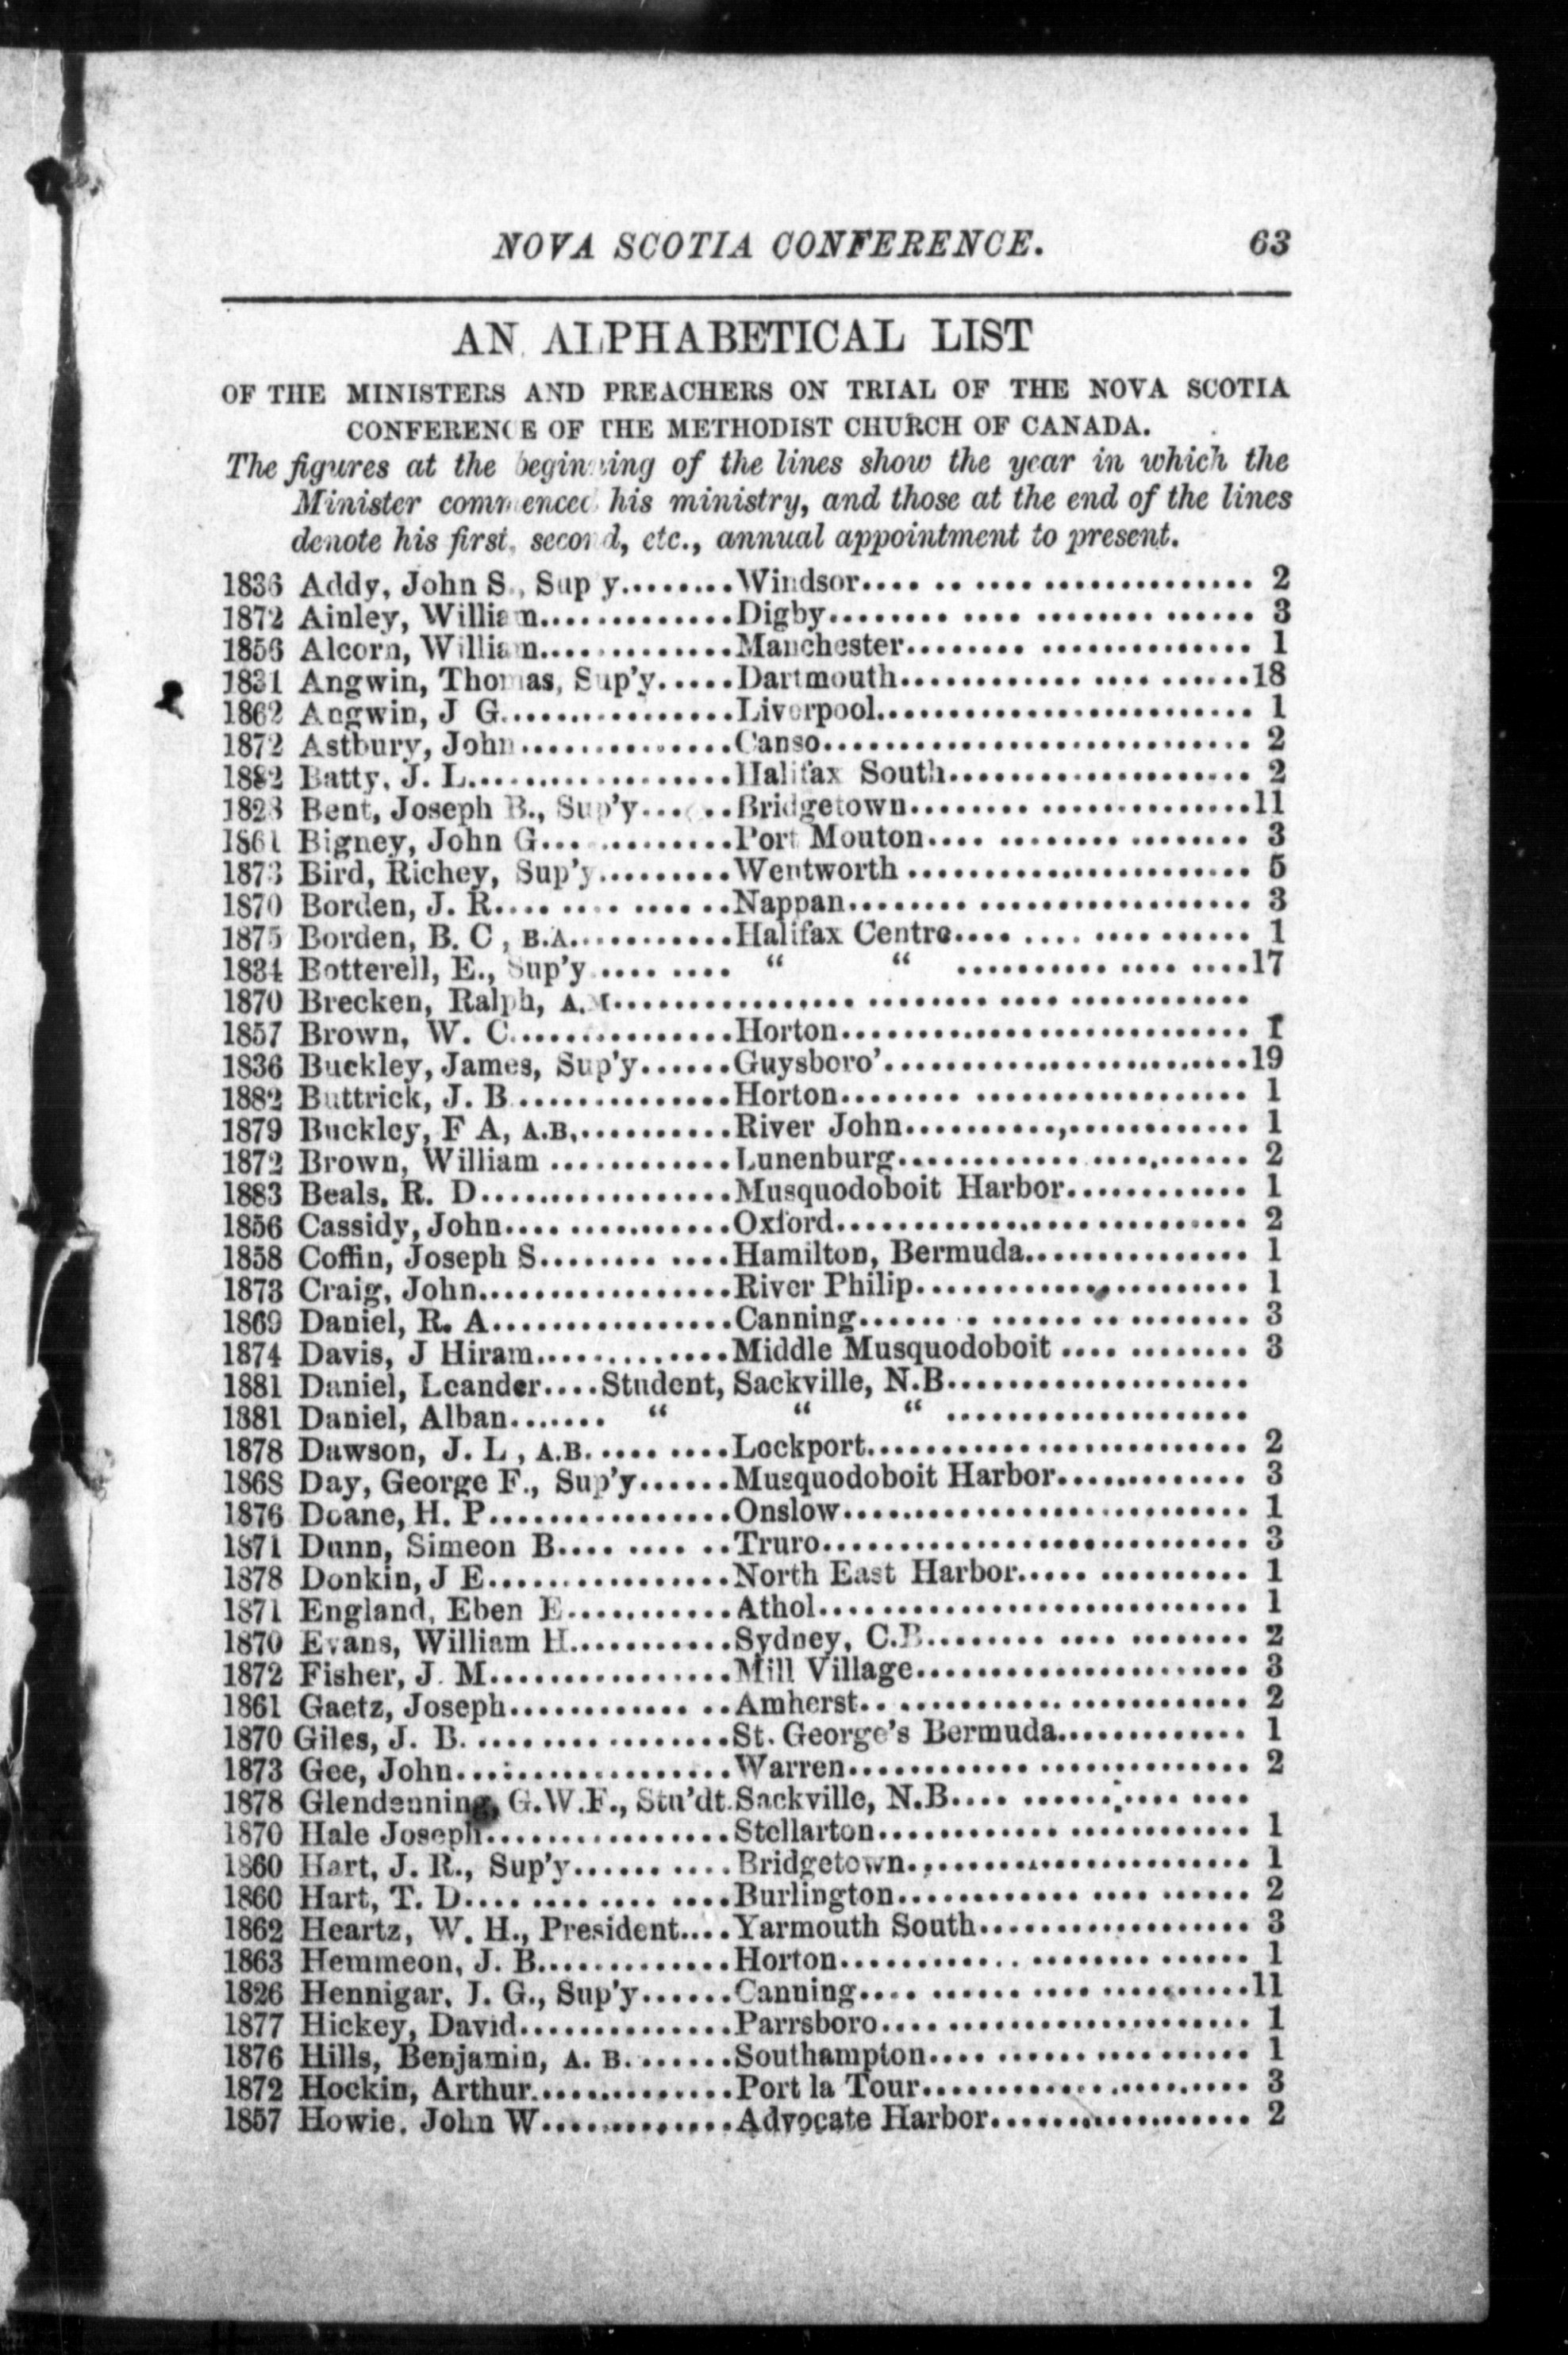 NOVA SCOTIA CONFERENCE. 63
AN ALPHABETICAL LIST
OF THE MINISTERS AND PREACHERS ON TRIAL OF THE NOVA SCOTIA
CONFERENCE OF THE METHODIST CHURCH OF CANADA.
The figures at the beginning of the lines show the year in which the
Minister commenced his ministry, and those at the end of the lines
denote his first, second, etc., annual appointment to present.
1836 Addy, John S., Sup'y........Windsor.... .. .... .............. 2
1872 Ainley, William.............Digby......... .... ........ ...... 3
1856 Alcorn, William.............Manchester........ .............. 1
1831 Angwin, Thomas, Sup'y.....Dartmouth............ .... ......18
1862 Angwin, J G................Liverpool.......................... 1
1872 Astbury, John...............Canso............................. 2
1882 Batty, J. L..................Halifax South..................... 2
1828 Bent, Joseph B., Sup'y......Bridgetown........ ..............11
1861 Bigney, John G.............Port Mouton.... ......... ........ 3
1873 Bird, Richey, Sup'y.........Wentworth ....................... 5
1870 Borden, J. R.... .... ......Nappan........ .................. 3
1875 Borden, B. C , B.A...........Halifax Centre.... .... .... ...... 1
1834 Botterell, E., Sup'y .... .... “ “ .......... .... ....17
1870 Brecken, Ralph, A.M................. ........ .... ............
1857 Brown, W. C...............Horton............................ 1
1836 Buckley, James, Sup'y......Guysboro'.........................19
1882 Buttrick, J. B ..............Horton........ ................... 1
1879 Buckley, F A, A.B,..........River John..........,............ 1
1872 Brown, William ............Lunenburg............ ........... 2
1883 Beals, R. D.................Musquodoboit Harbor............. 1
1856 Cassidy, John.... ...........Oxford............................ 2
1858 Coffin, Joseph S........ ....Hamilton, Bermuda............... 1
1873 Craig, John.................River Philip....................... 1
1869 Daniel, R. A................Canning...... . ....... .. ........ 3
1874 Davis, J Hiram.............Middle Musquodoboit .... ........ 3
1881 Daniel, Leander....Student, Sackville, N.B....................
1881 Daniel, Alban....... “ “ “ ....................
1878 Dawson, J. L , A.B. .... ....Lockport.......................... 2
1868 Day, George F., Sup'y......Musquodoboit Harbor............. 3
1876 Doane, H. P................Onslow............................ 1
1871 Dunn, Simeon B.... .... ..Truro............................. 3
1878 Donkin, J E................North East Harbor..... .......... 1
1871 England, Eben E...........Athol............................. 1
1870 Evans, William H...........Sydney, C.B........ .... ........ 2
1872 Fisher, J. M................Mill Village....................... 3
1861 Gaetz, Joseph............ ..Amherst.. ........... ............ 2
1870 Giles, J. B. .... .... ........St. George's Bermuda............. 1
1873 Gee, John...................Warren............ .............. 2
1878 Glendenning, G.W.F., Stu'dt.Sackville, N.B.... ........... ....
1870 Hale Joseph.................Stellarton............ ............ 1
1860 Hart, J. R., Sup'y...... ....Bridgetown....................... 1
1860 Hart, T. D.... .... .... ....Burlington............ .... ...... 2
1862 Heartz, W. H., President....Yarmouth South.................. 3
1863 Hemmeon, J. B.............Horton............ ........ ...... 1
1826 Hennigar, J. G., Sup'y......Canning.... ...... .... ..........11
1877 Hickey, David..............Parrsboro.... .................... 1
1876 Hills, Benjamin, A. B. ......Southampton.... ...... .... ...... 1
1872 Hockin, Arthur.............Port la Tour...................... 3
1857 Howie, John W.............Advocate Harbor.................. 2